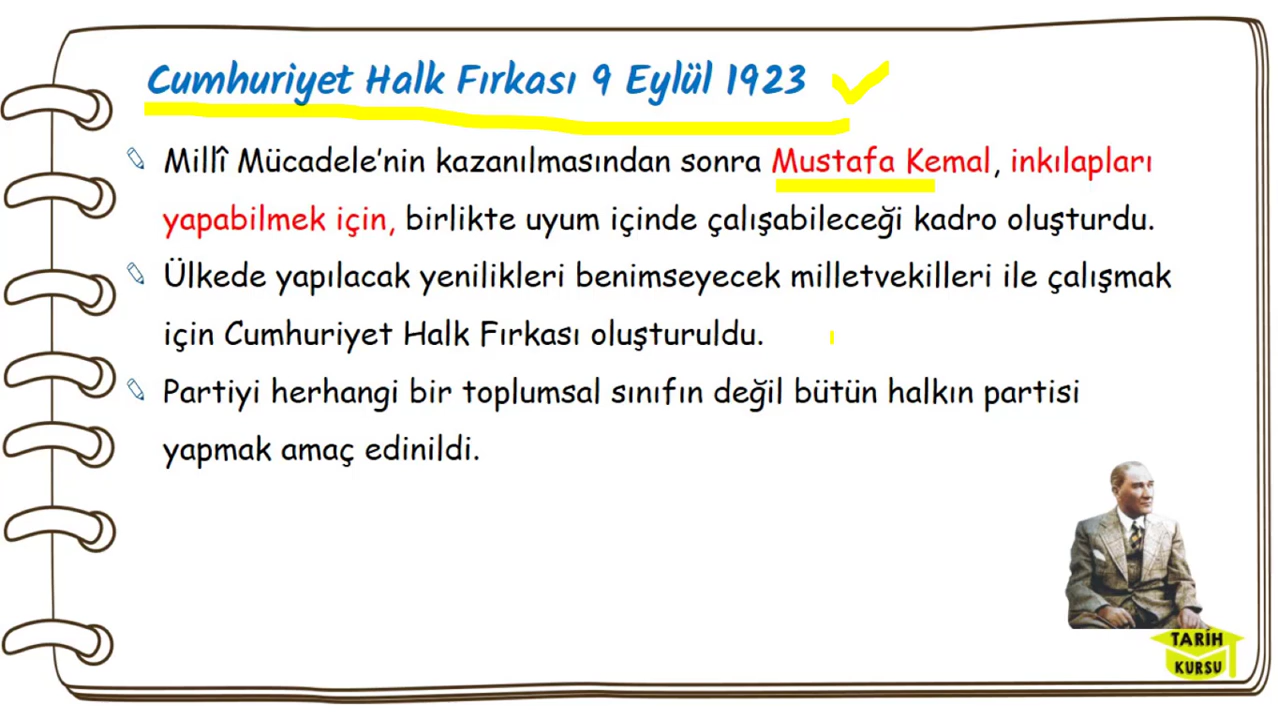 Cumhuriyet Halk Fırkası 9 Eylül 1923
Millî Mücadele'nin kazanılmasından sonra Mustafa Kemal, inkılapları
yapabilmek için, birlikte uyum içinde çalışabileceği kadro oluşturdu.
Ülkede yapılacak yenilikleri benimseyecek milletvekilleri ile çalışmak
için Cumhuriyet Halk Fırkası oluşturuldu.
Partiyi herhangi bir toplumsal sınıfın değil bütün halkın partisi
yapmak amaç edinildi.
TARİH
KURSU